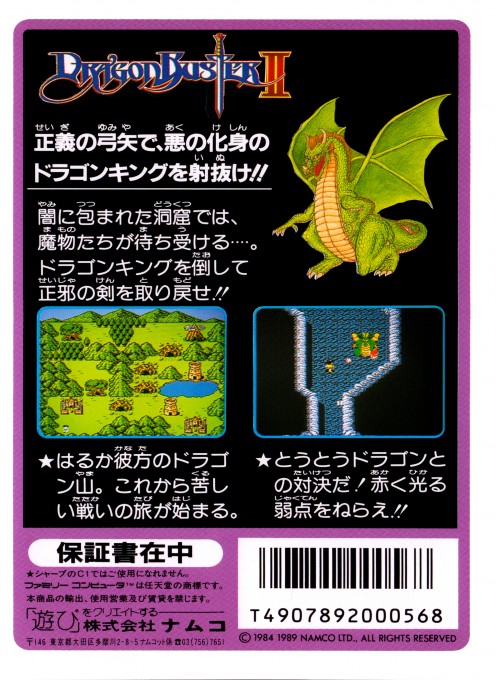 DRAGON BUSTER II
正義の弓矢で、悪の化身の
ドラゴンキングを射抜け!!
闇に包まれた洞窟では、
魔物たちが待ち受ける…。
ドラゴンキングを倒して
正邪の剣を取り戻せ!!
★はるか彼方のドラゴ
ン山。これから苦し
い戦いの旅が始まる。
★とうとうドラゴンと
の対決だ!赤く光る
弱点をねらえ!!
保証書在中
★シャープのC1ではご使用になれません。
ファミリーコンピュータ™は任天堂の商標です。
本商品の輸出、使用営業及び賃貸を禁じます。
「遊び」をクリエイトする
株式会社ナムコ
〒146 東京都大田区多摩川2-8-5 ナムコット係 ☎03(756)7651
T4907892000568
© 1984 1989 NAMCO LTD., ALL RIGHTS RESERVED